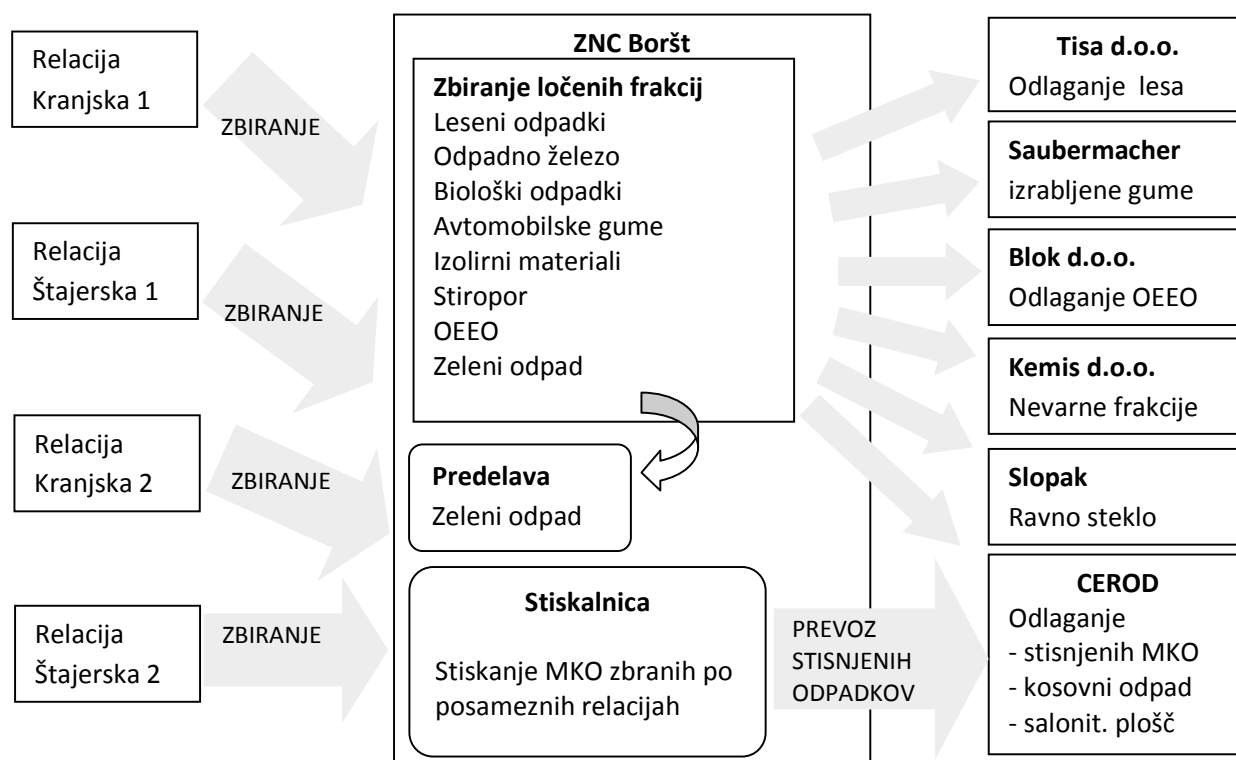 Relacija
Kranjska 1
ZBIRANJE
Relacija
Štajerska 1
ZBIRANJE
Relacija
Kranjska 2
ZBIRANJE
Relacija
Štajerska 2
ZBIRANJE
ZNC Boršt
Zbiranje ločenih frakcij
Leseni odpadki
Odpadno železo
Biološki odpadki
Avtomobilske gume
Izolirni materiali
Stiropor
OEEO
Zeleni odpad
Predelava
Zeleni odpad
Stiskalnica
Stiskanje MKO zbranih po
posameznih relacijah
PREVOZ
STISNJENIH
ODPADKOV
Tisa d.o.o.
Odlaganje lesa
Saubermacher
izrabljene gume
Blok d.o.o.
Odlaganje OEEO
Kemis d.o.o.
Nevarne frakcije
Slopak
Ravno steklo
CEROD
Odlaganje
- stisnjenih MKO
- kosovni odpad
- salonit. plošč